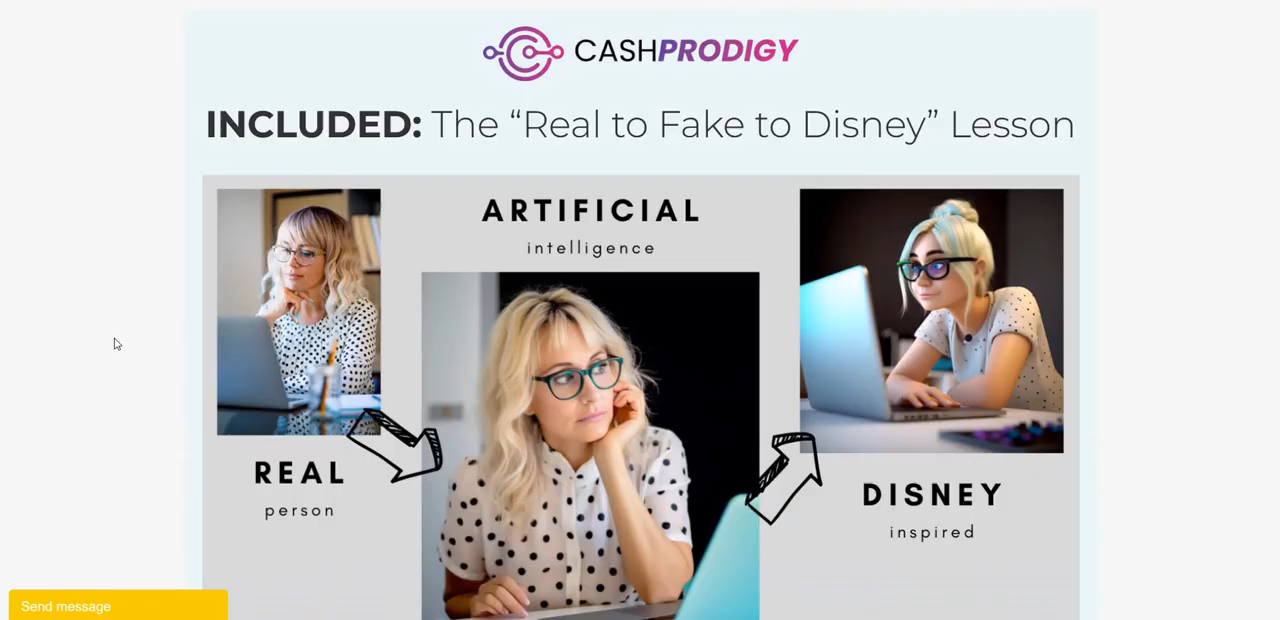 CASHPRODIGY
INCLUDED: The “Real to Fake to Disney” Lesson
ARTIFICIAL
intelligence
REAL
person
DISNEY
inspired
Send message